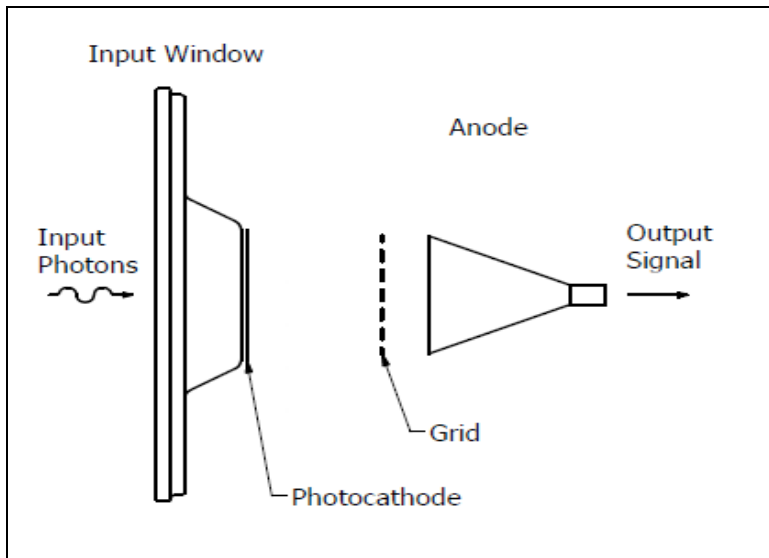 Input Window
Anode
Input
Photons
Output
Signal
Grid
Photocathode